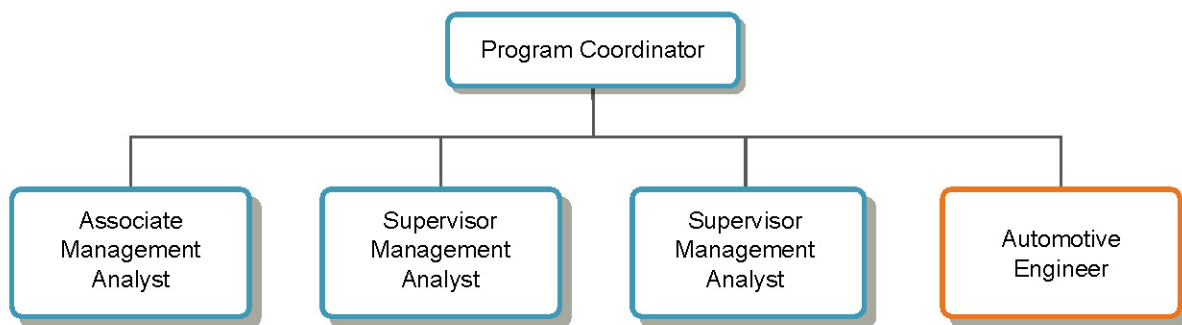 Program Coordinator
Associate
Management
Analyst
Supervisor
Management
Analyst
Supervisor
Management
Analyst
Automotive
Engineer